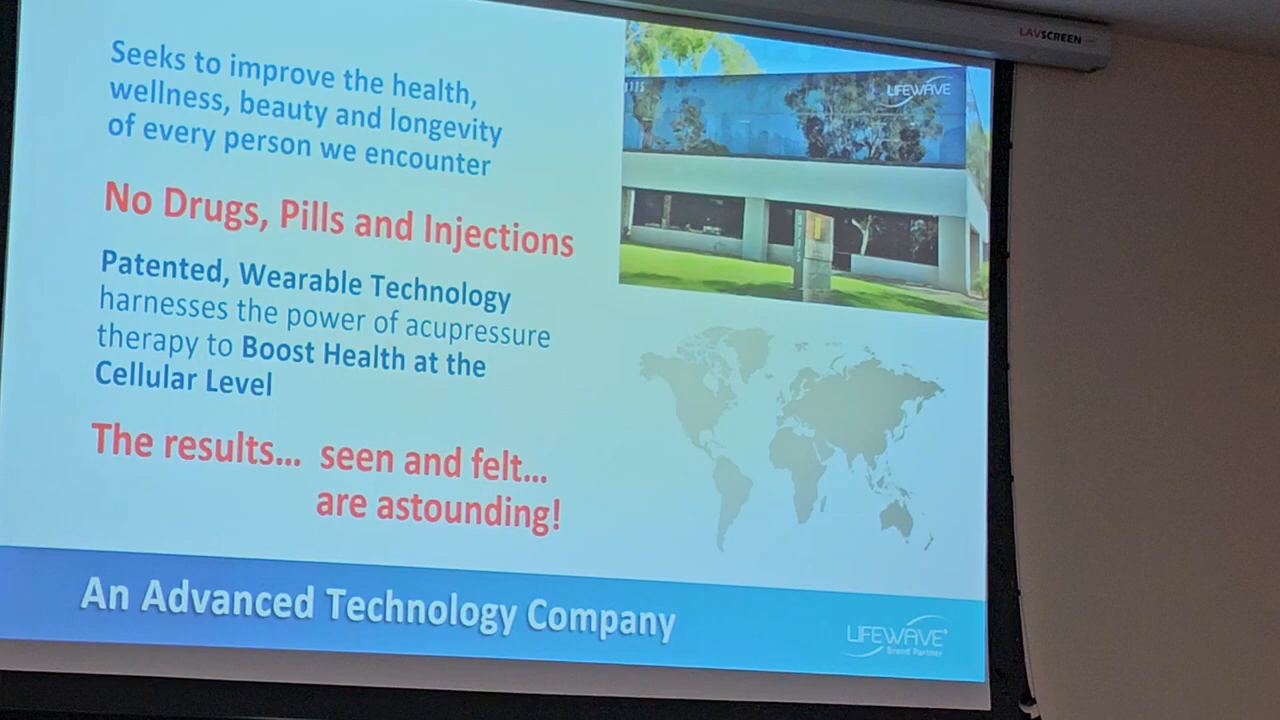 LAVSCREEN
Seeks to improve the health,
wellness, beauty and longevity
of every person we encounter
No Drugs, Pills and Injections
Patented, Wearable Technology
harnesses the power of acupressure
therapy to Boost Health at the
Cellular Level
The results... seen and felt...
are astounding!
LIFEWAVE
An Advanced Technology Company
LIFEWAVE®
Brand Partner